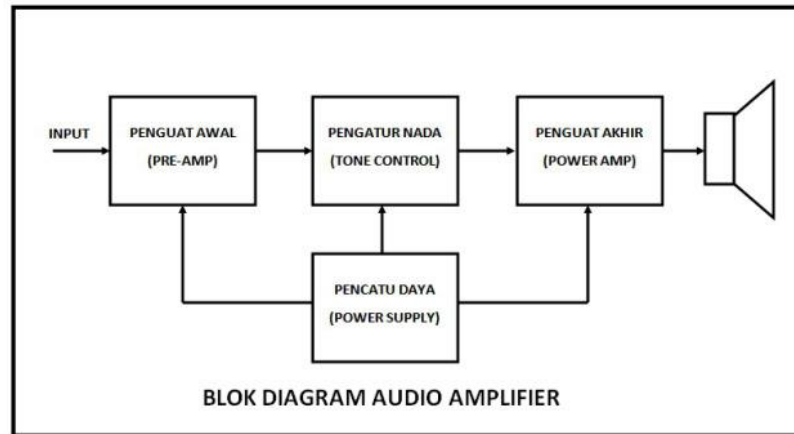 INPUT
PENGUAT AWAL
(PRE-AMP)
PENGATUR NADA
(TONE CONTROL)
PENGUAT AKHIR
(POWER AMP)
PENCATU DAYA
(POWER SUPPLY)
BLOK DIAGRAM AUDIO AMPLIFIER